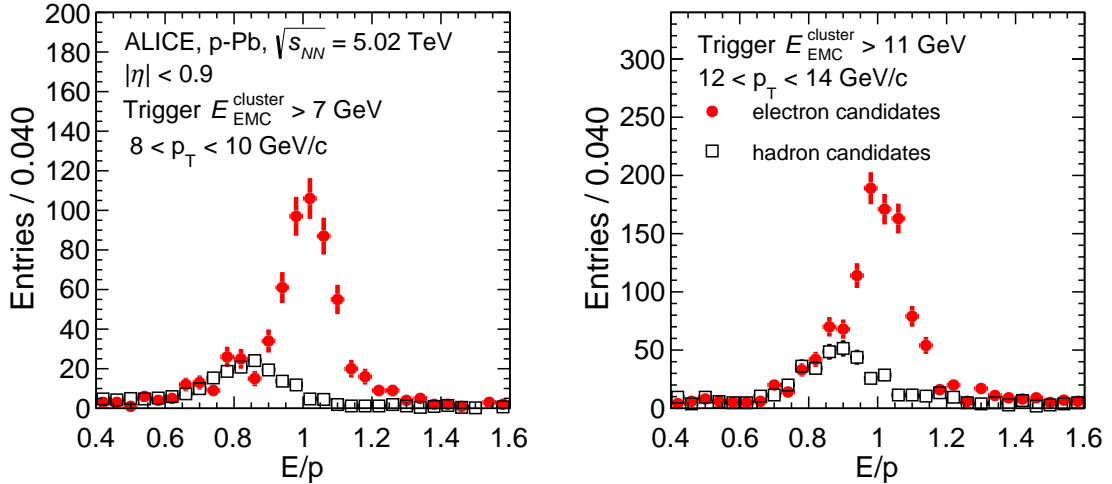 ALICE, p-Pb, √s_NN = 5.02 TeV
|η| < 0.9
Trigger E_EMC^cluster > 7 GeV
8 < p_T < 10 GeV/c
Entries / 0.040
200
180
160
140
120
100
80
60
40
20
0
0.4 0.6 0.8 1 1.2 1.4 1.6
E/p
Trigger E_EMC^cluster > 11 GeV
12 < p_T < 14 GeV/c
electron candidates
hadron candidates
Entries / 0.040
300
250
200
150
100
50
0
0.4 0.6 0.8 1 1.2 1.4 1.6
E/p